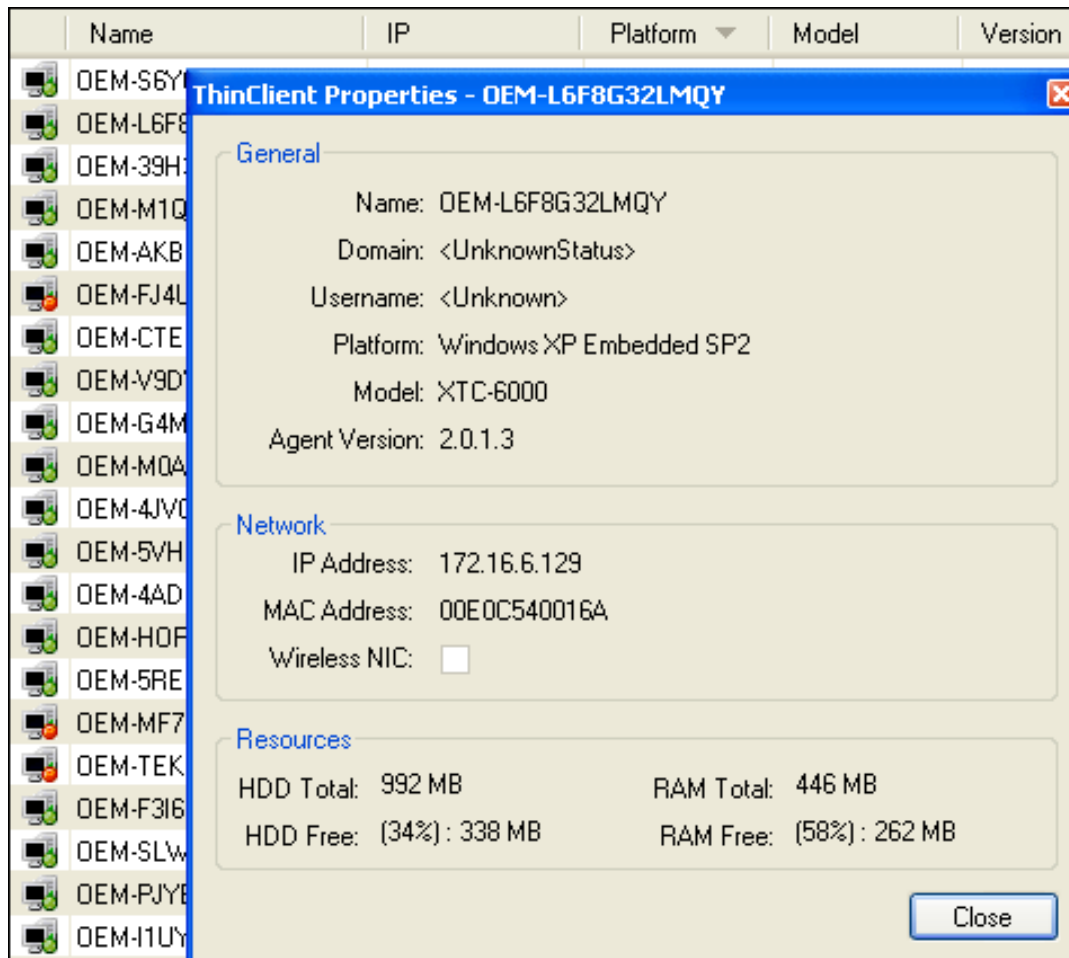 Name IP Platform Model Version
OEM-S6Y
OEM-L6F8
OEM-39H
OEM-M1Q
OEM-AKB
OEM-FJ4
OEM-CTE
OEM-V9D
OEM-G4M
OEM-M0A
OEM-4JV
OEM-5VH
OEM-4AD
OEM-HOF
OEM-5RE
OEM-MF7
OEM-TEK
OEM-F3I6
OEM-SLW
OEM-PJY
OEM-I1UY
ThinClient Properties - OEM-L6F8G32LMQY
General
Name: OEM-L6F8G32LMQY
Domain: <UnknownStatus>
Username: <Unknown>
Platform: Windows XP Embedded SP2
Model: XTC-6000
Agent Version: 2.0.1.3
Network
IP Address: 172.16.6.129
MAC Address: 00E0C540016A
Wireless NIC:
Resources
HDD Total: 992 MB RAM Total: 446 MB
HDD Free: (34%) : 338 MB RAM Free: (58%) : 262 MB
Close